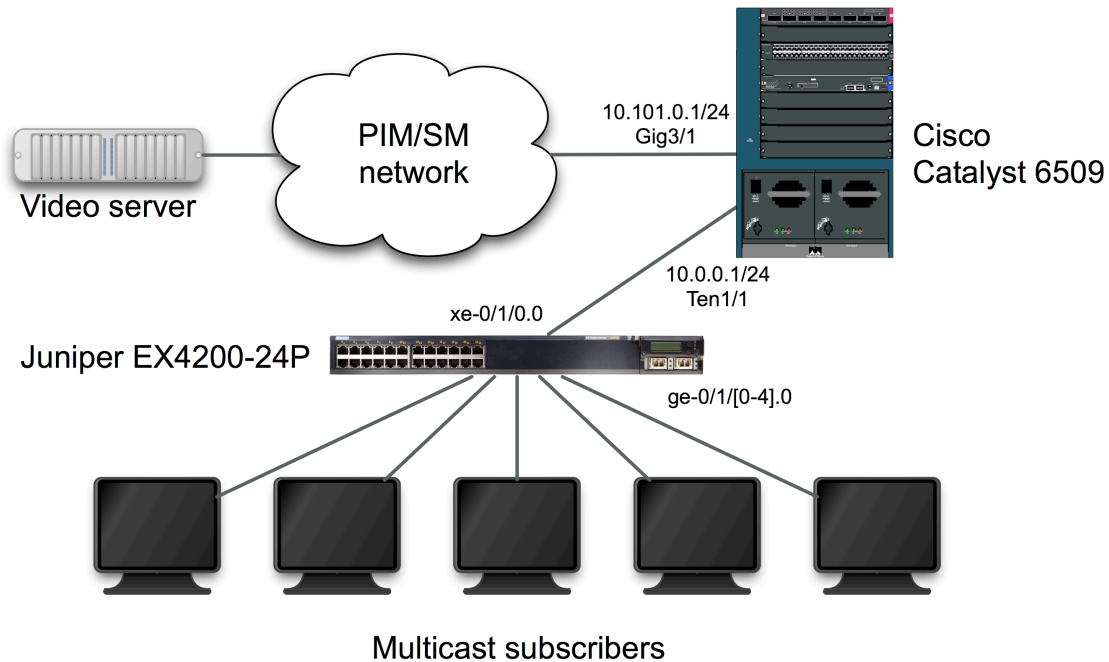 10.101.0.1/24
Gig3/1
PIM/SM
network
Cisco
Catalyst 6509
Video server
10.0.0.1/24
Ten1/1
xe-0/1/0.0
Juniper EX4200-24P
ge-0/1/[0-4].0
Multicast subscribers